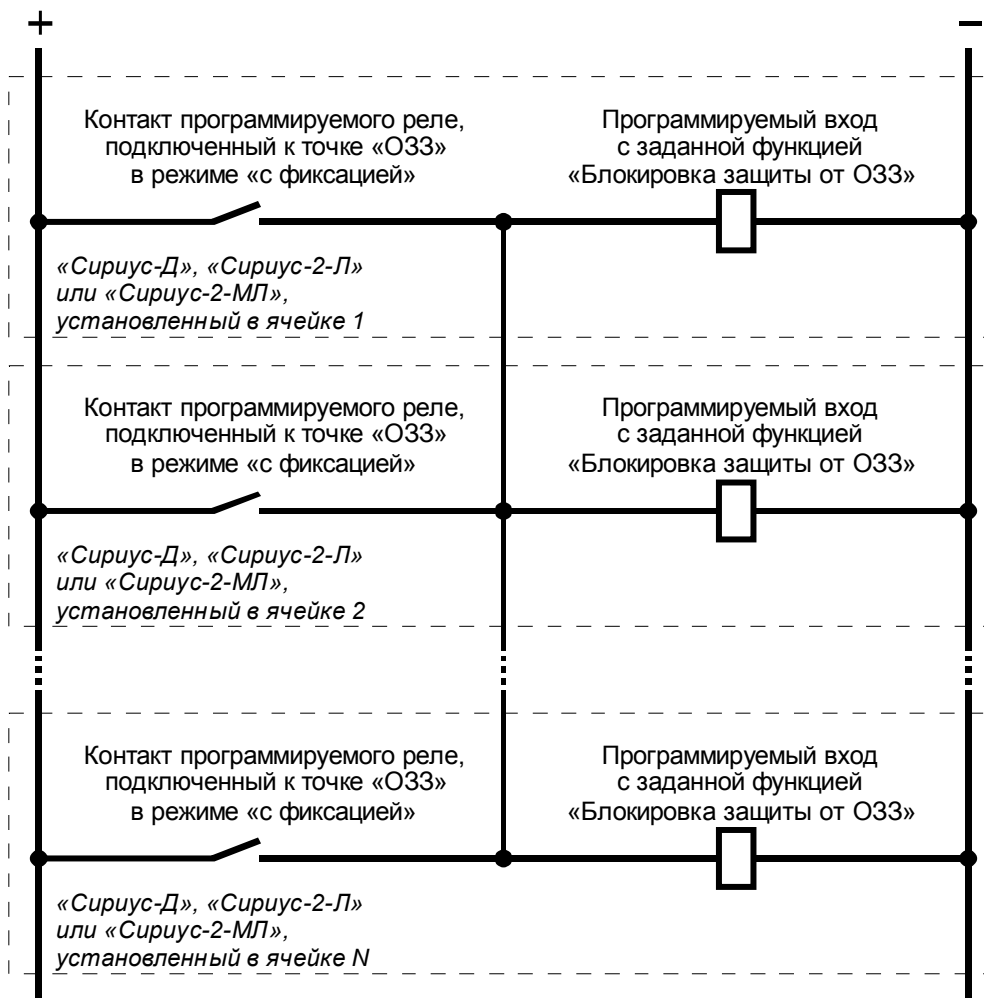 +
–
Контакт программируемого реле,
подключенный к точке «ОЗЗ»
в режиме «с фиксацией»
Программируемый вход
с заданной функцией
«Блокировка защиты от ОЗЗ»
«Сириус-Д», «Сириус-2-Л»
или «Сириус-2-МЛ»,
установленный в ячейке 1
Контакт программируемого реле,
подключенный к точке «ОЗЗ»
в режиме «с фиксацией»
Программируемый вход
с заданной функцией
«Блокировка защиты от ОЗЗ»
«Сириус-Д», «Сириус-2-Л»
или «Сириус-2-МЛ»,
установленный в ячейке 2
Контакт программируемого реле,
подключенный к точке «ОЗЗ»
в режиме «с фиксацией»
Программируемый вход
с заданной функцией
«Блокировка защиты от ОЗЗ»
«Сириус-Д», «Сириус-2-Л»
или «Сириус-2-МЛ»,
установленный в ячейке N